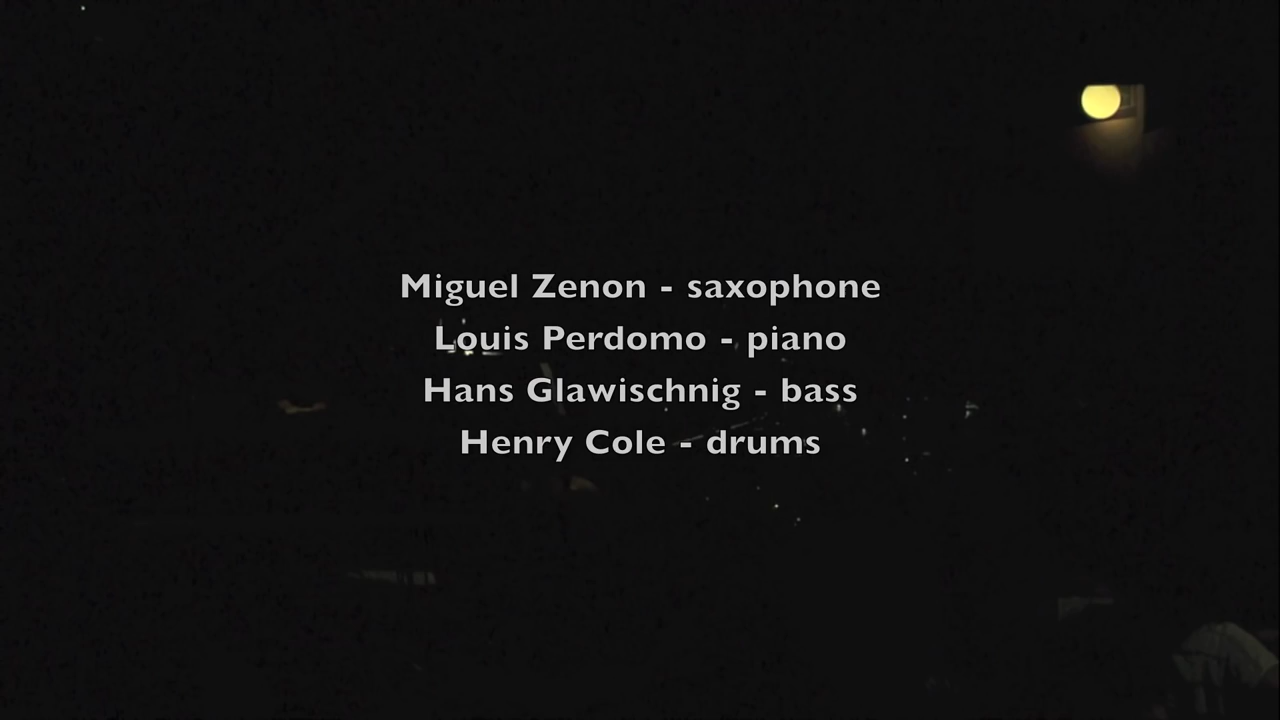 Miguel Zenon - saxophone
Louis Perdomo - piano
Hans Glawischnig - bass
Henry Cole - drums